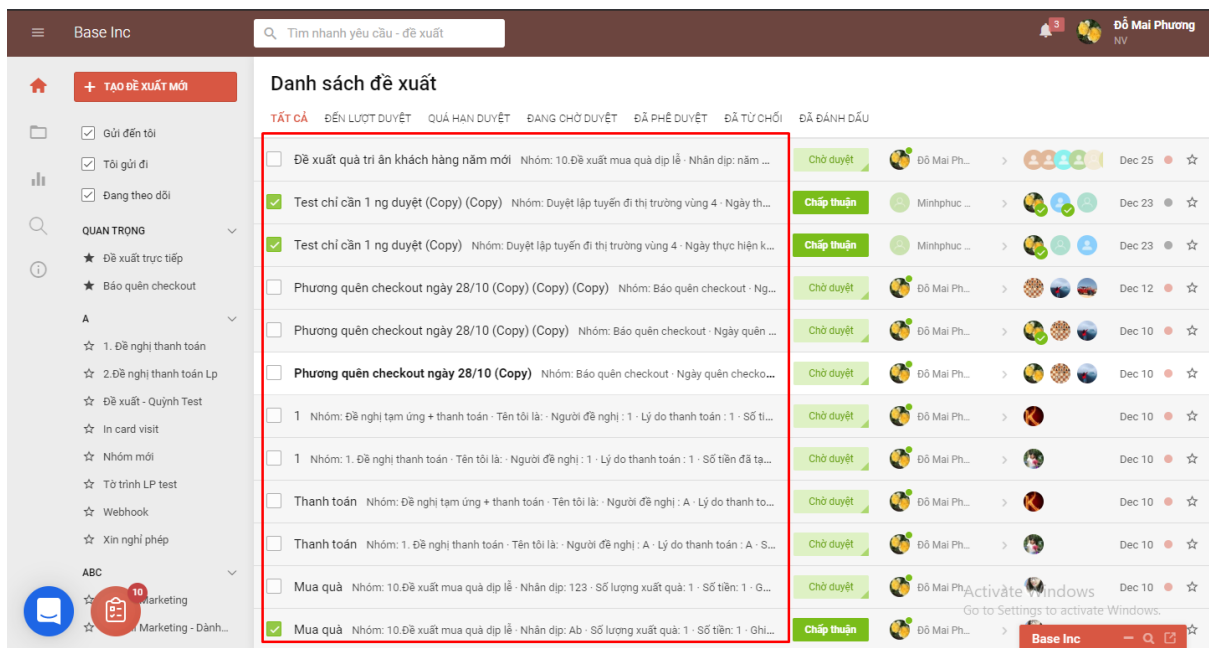 Base Inc
Tìm nhanh yêu cầu - đề xuất
3
Đỗ Mai Phương
NV
TẠO ĐỀ XUẤT MỚI
Gửi đến tôi
Tôi gửi đi
Đang theo dõi
QUAN TRỌNG
Đề xuất trực tiếp
Báo quên checkout
A
1. Đề nghị thanh toán
2.Đề nghị thanh toán Lp
Đề xuất - Quỳnh Test
In card visit
Nhóm mới
Tờ trình LP test
Webhook
Xin nghỉ phép
ABC
10
Marketing
Marketing - Dành...
Danh sách đề xuất
TẤT CẢ ĐẾN LƯỢT DUYỆT QUÁ HẠN DUYỆT ĐANG CHỜ DUYỆT ĐÃ PHÊ DUYỆT ĐÃ TỪ CHỐI ĐÃ ĐÁNH DẤU
Đề xuất quà tri ân khách hàng năm mới Nhóm: 10.Đề xuất mua quà dịp lễ · Nhân dịp: năm ... Chờ duyệt Đỗ Mai Ph... Dec 25
Test chỉ cần 1 ng duyệt (Copy) (Copy) Nhóm: Duyệt lập tuyến đi thị trường vùng 4 · Ngày th... Chấp thuận Minhphuc ... Dec 23
Test chỉ cần 1 ng duyệt (Copy) Nhóm: Duyệt lập tuyến đi thị trường vùng 4 · Ngày thực hiện k... Chấp thuận Minhphuc ... Dec 23
Phương quên checkout ngày 28/10 (Copy) (Copy) (Copy) Nhóm: Báo quên checkout · Ng... Chờ duyệt Đỗ Mai Ph... Dec 12
Phương quên checkout ngày 28/10 (Copy) (Copy) Nhóm: Báo quên checkout · Ngày quên ... Chờ duyệt Đỗ Mai Ph... Dec 10
Phương quên checkout ngày 28/10 (Copy) Nhóm: Báo quên checkout · Ngày quên checko... Chờ duyệt Đỗ Mai Ph... Dec 10
1 Nhóm: Đề nghị tạm ứng + thanh toán · Tên tôi là: · Người đề nghị : 1 · Lý do thanh toán : 1 · Số ti... Chờ duyệt Đỗ Mai Ph... Dec 10
1 Nhóm: 1. Đề nghị thanh toán · Tên tôi là: · Người đề nghị : 1 · Lý do thanh toán : 1 · Số tiền đã tạ... Chờ duyệt Đỗ Mai Ph... Dec 10
Thanh toán Nhóm: Đề nghị tạm ứng + thanh toán · Tên tôi là: · Người đề nghị : A · Lý do thanh to... Chờ duyệt Đỗ Mai Ph... Dec 10
Thanh toán Nhóm: 1. Đề nghị thanh toán · Tên tôi là: · Người đề nghị : A · Lý do thanh toán : A · S... Chờ duyệt Đỗ Mai Ph... Dec 10
Mua quà Nhóm: 10.Đề xuất mua quà dịp lễ · Nhân dịp: 123 · Số lượng xuất quà: 1 · Số tiền: 1 · G... Chờ duyệt Đỗ Mai Ph... Dec 10
Mua quà Nhóm: 10.Đề xuất mua quà dịp lễ · Nhân dịp: Ab · Số lượng xuất quà: 1 · Số tiền: 1 · Ghi... Chấp thuận Đỗ Mai Ph...
Activate Windows
Go to Settings to activate Windows.
Base Inc